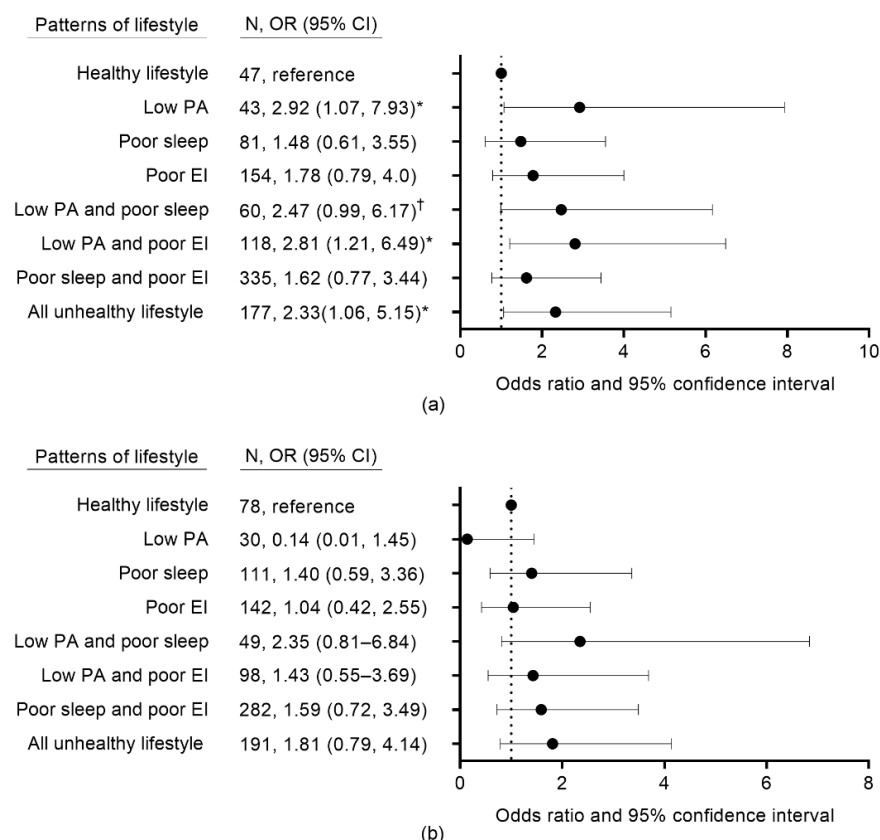 Patterns of lifestyle N, OR (95% CI)
Healthy lifestyle 47, reference
Low PA 43, 2.92 (1.07, 7.93)*
Poor sleep 81, 1.48 (0.61, 3.55)
Poor EI 154, 1.78 (0.79, 4.0)
Low PA and poor sleep 60, 2.47 (0.99, 6.17)†
Low PA and poor EI 118, 2.81 (1.21, 6.49)*
Poor sleep and poor EI 335, 1.62 (0.77, 3.44)
All unhealthy lifestyle 177, 2.33(1.06, 5.15)*
0 2 4 6 8 10
Odds ratio and 95% confidence interval
(a)
Patterns of lifestyle N, OR (95% CI)
Healthy lifestyle 78, reference
Low PA 30, 0.14 (0.01, 1.45)
Poor sleep 111, 1.40 (0.59, 3.36)
Poor EI 142, 1.04 (0.42, 2.55)
Low PA and poor sleep 49, 2.35 (0.81–6.84)
Low PA and poor EI 98, 1.43 (0.55–3.69)
Poor sleep and poor EI 282, 1.59 (0.72, 3.49)
All unhealthy lifestyle 191, 1.81 (0.79, 4.14)
0 2 4 6 8
Odds ratio and 95% confidence interval
(b)